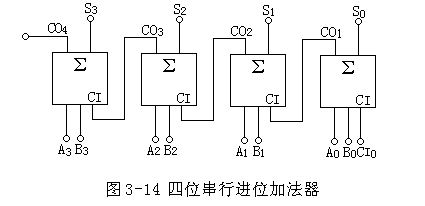 S3 S2 S1 S0
CO4 CO3 CO2 CO1
Σ Σ Σ Σ
CI CI CI CI
A3 B3 A2 B2 A1 B1 A0 B0 CI0
图 3-14 四位串行进位加法器